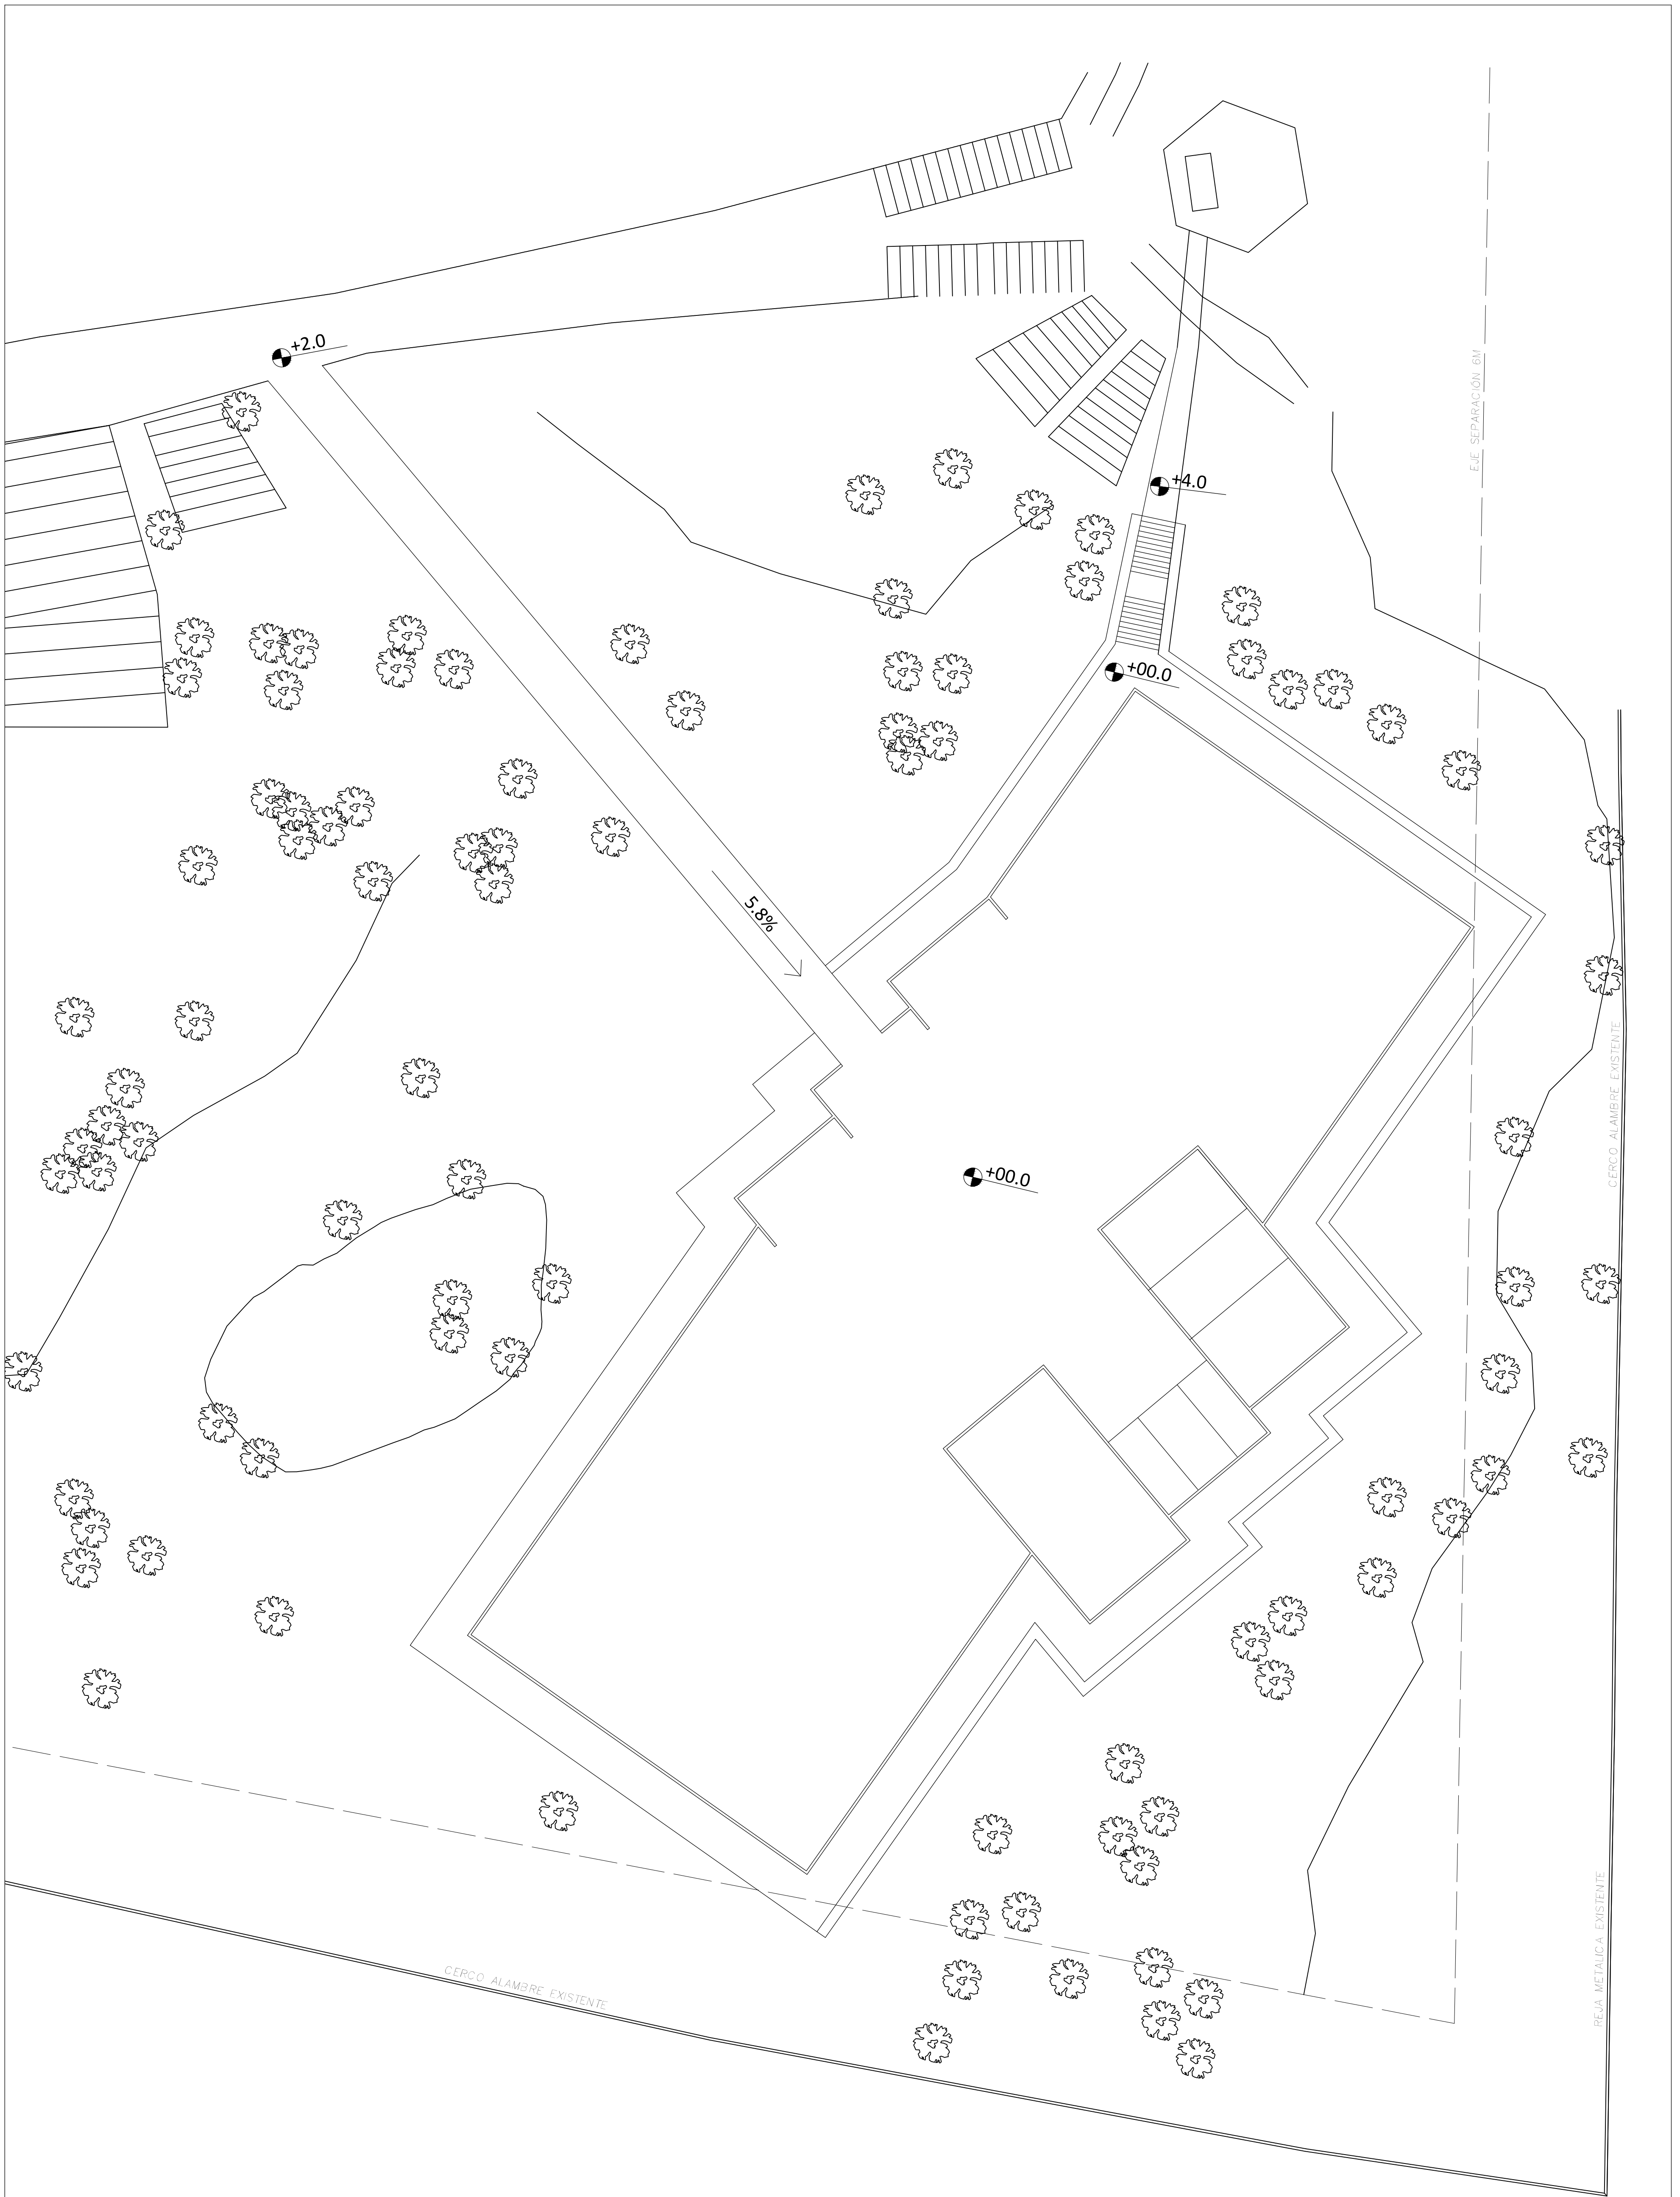 +2.0
EJE SEPARACIÓN 6M
+4.0
+00.0
5.8%
CERCO ALAMBRE EXISTENTE
+00.0
REJA METALICA EXISTENTE
CERCO ALAMBRE EXISTENTE